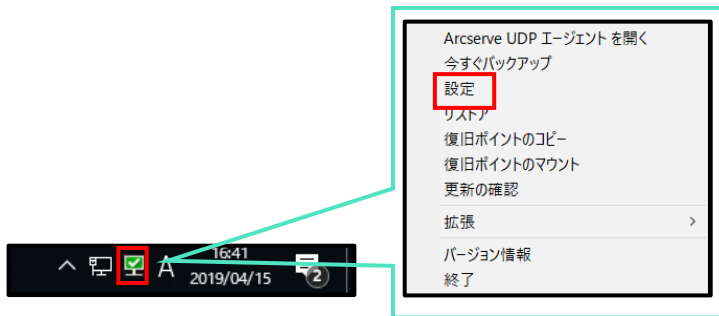 Arcserve UDP エージェント を開く
今すぐバックアップ
設定
リストア
復旧ポイントのコピー
復旧ポイントのマウント
更新の確認
拡張 >
バージョン情報
終了
A
16:41
2019/04/15
2